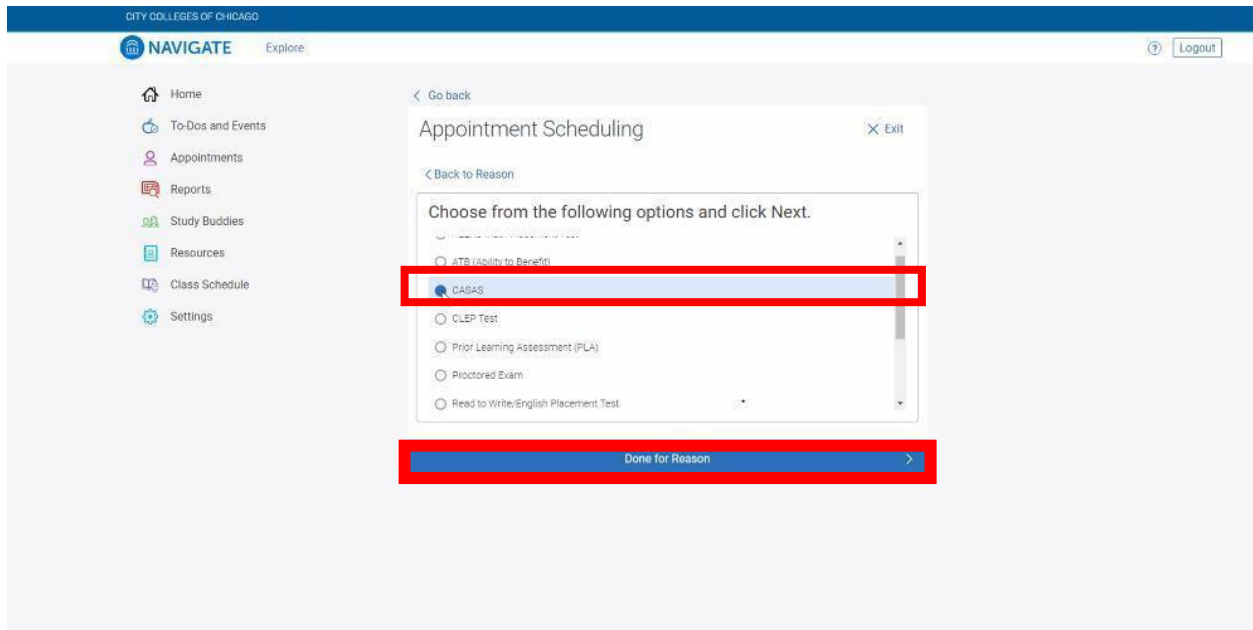 CITY COLLEGES OF CHICAGO
NAVIGATE Explore Logout
Home
To-Dos and Events
Appointments
Reports
Study Buddies
Resources
Class Schedule
Settings
Go back
Appointment Scheduling
Exit
Back to Reason
Choose from the following options and click Next.
ATB (Ability to Benefit)
CASAS
CLEP Test
Prior Learning Assessment (PLA)
Proctored Exam
Read to Write/English Placement Test
Done for Reason